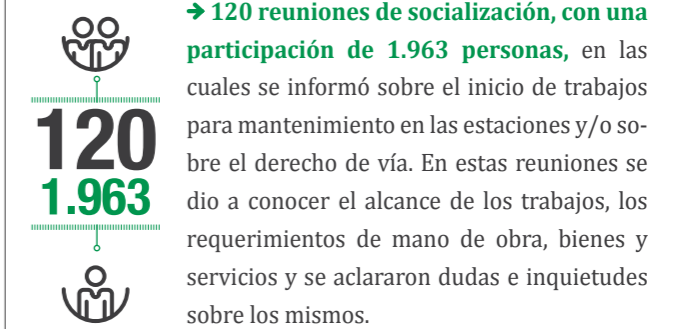 120
1.963
→ 120 reuniones de socialización, con una
participación de 1.963 personas, en las
cuales se informó sobre el inicio de trabajos
para mantenimiento en las estaciones y/o so-
bre el derecho de vía. En estas reuniones se
dio a conocer el alcance de los trabajos, los
requerimientos de mano de obra, bienes y
servicios y se aclararon dudas e inquietudes
sobre los mismos.